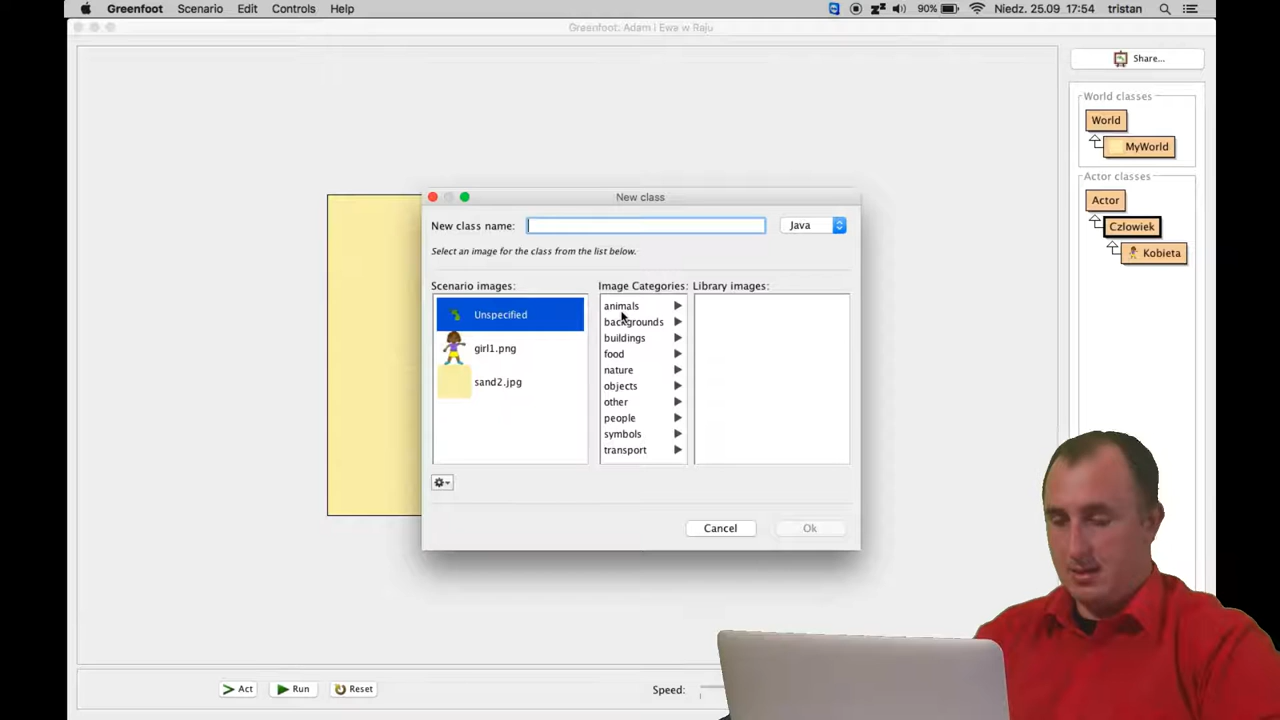 Greenfoot Scenario Edit Controls Help 90% Niedz. 25.09 17:54 tristan
Greenfoot: Adam i Ewa w Raju
Share...
World classes
World
MyWorld
Actor classes
Actor
Człowiek
Kobieta
New class
New class name: Java
Select an image for the class from the list below.
Scenario images: Image Categories: Library images:
Unspecified
girl1.png
sand2.jpg
animals
backgrounds
buildings
food
nature
objects
other
people
symbols
transport
Cancel Ok
Act Run Reset Speed: